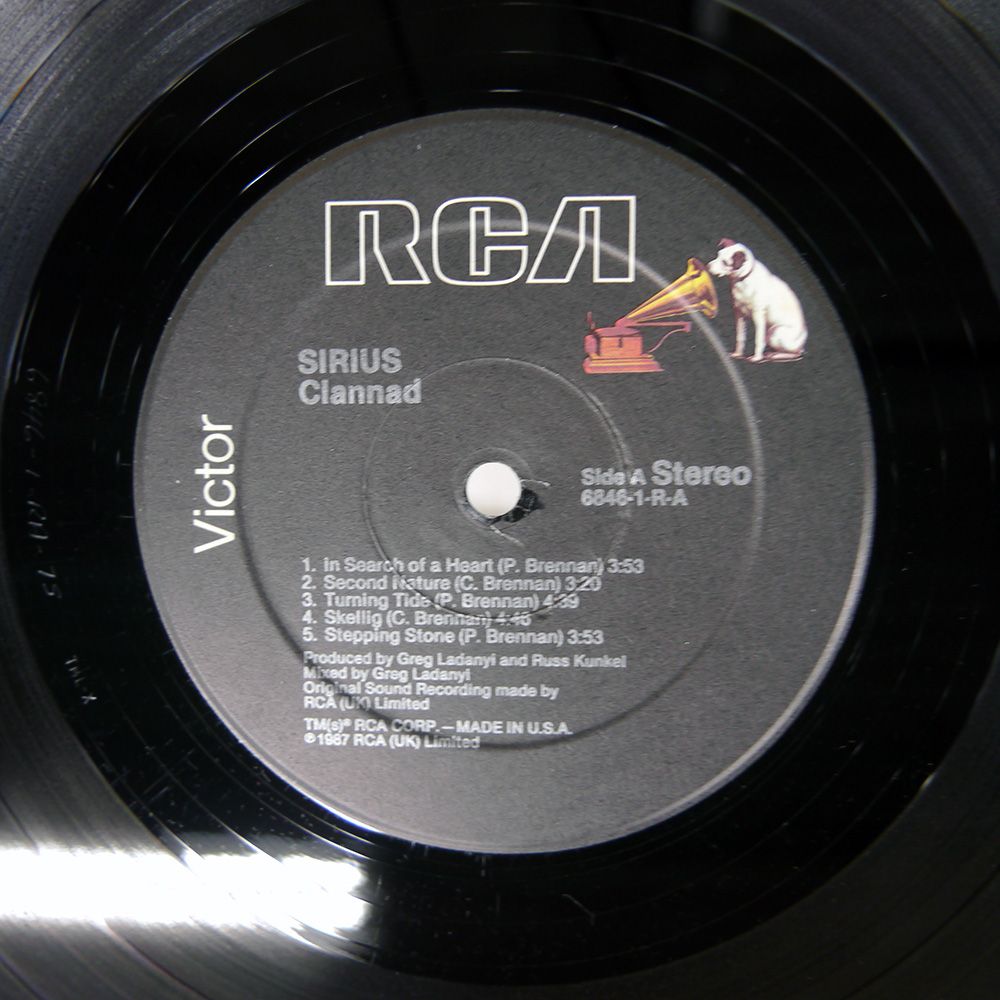 RCA
SIRIUS
Clannad
Victor
Side A Stereo
6846-1-R-A
1. In Search of a Heart (P. Brennan) 3:53
2. Second Nature (C. Brennan) 3:20
3. Turning Tide (P. Brennan) 4:39
4. Skellig (C. Brennan) 4:46
5. Stepping Stone (P. Brennan) 3:53
Produced by Greg Ladanyi and Russ Kunkel
Mixed by Greg Ladanyi
Original Sound Recording made by
RCA (UK) Limited
TM(s)® RCA CORP. — MADE IN U.S.A.
℗1987 RCA (UK) Limited